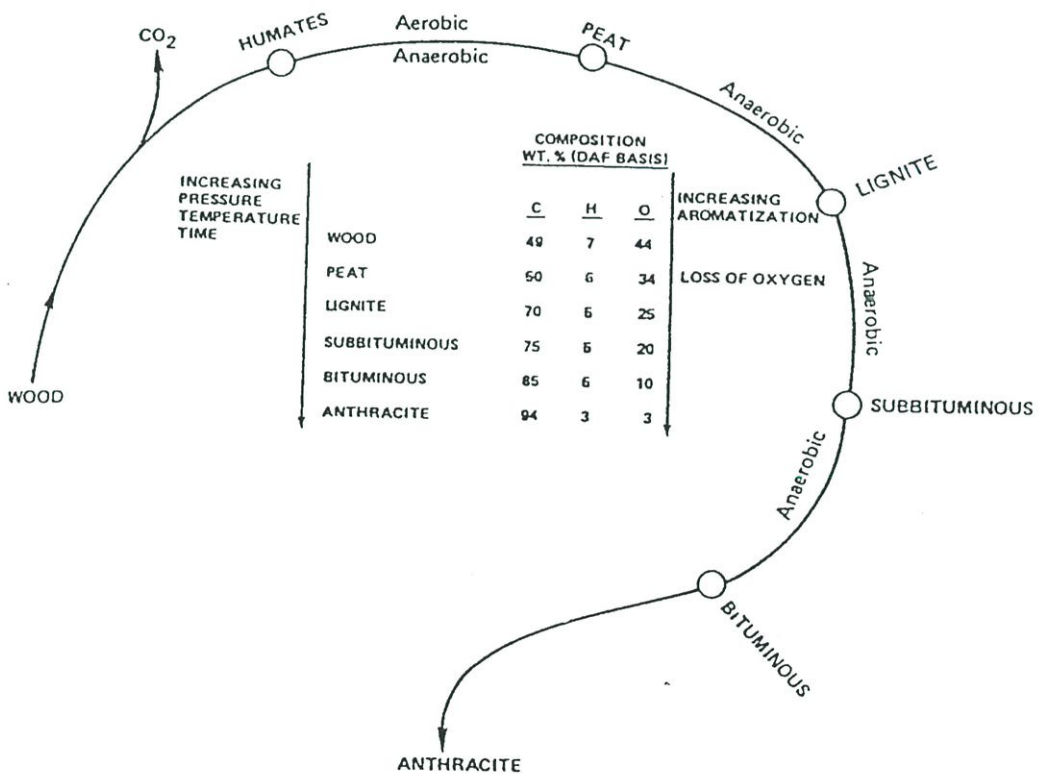 CO2
HUMATES
Aerobic
Anaerobic
PEAT
Anaerobic
LIGNITE
Anaerobic
SUBBITUMINOUS
Anaerobic
BITUMINOUS
ANTHRACITE
WOOD
INCREASING
PRESSURE
TEMPERATURE
TIME
COMPOSITION
WT. % (DAF BASIS)
C H O
WOOD 49 7 44
PEAT 60 6 34
LIGNITE 70 5 25
SUBBITUMINOUS 75 5 20
BITUMINOUS 85 5 10
ANTHRACITE 94 3 3
INCREASING
AROMATIZATION
LOSS OF OXYGEN